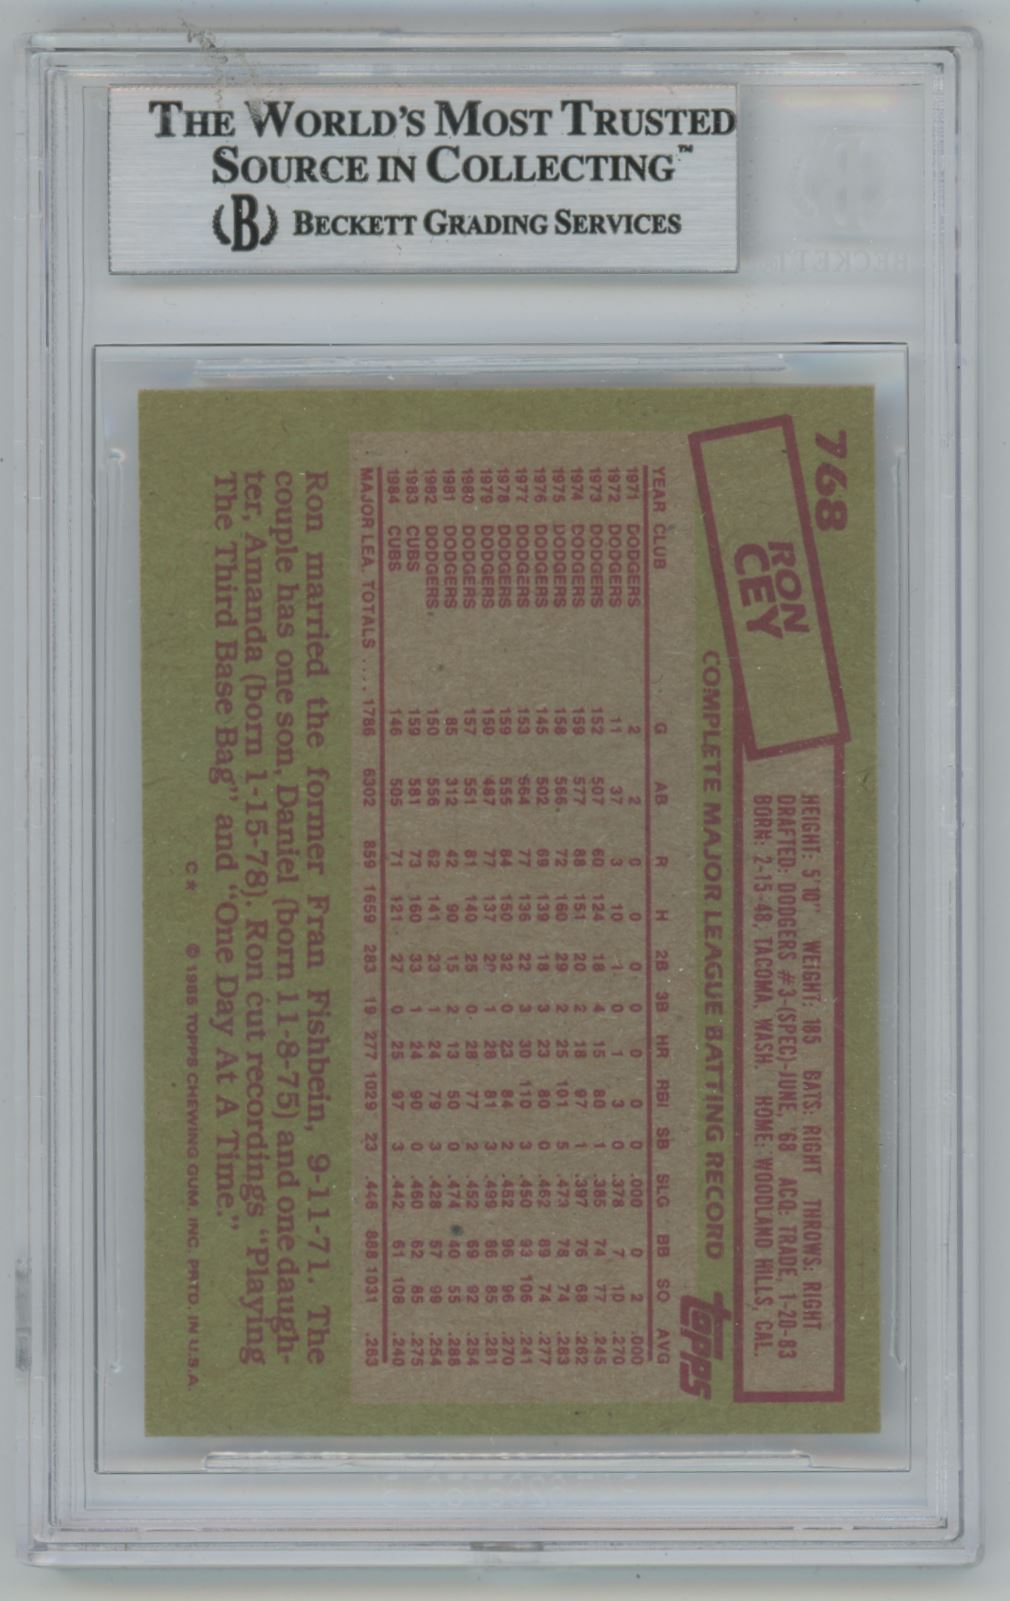 THE WORLD'S MOST TRUSTED
SOURCE IN COLLECTING™
B BECKETT GRADING SERVICES
BECKETT
768
RON
CEY
HEIGHT: 5'10" WEIGHT: 185 BATS: RIGHT THROWS: RIGHT
DRAFTED: DODGERS #3-(SPEC)-JUNE, '68 ACQ: TRADE, 1-20-83
BORN: 2-15-48, TACOMA, WASH. HOME: WOODLAND HILLS, CAL.
COMPLETE MAJOR LEAGUE BATTING RECORD
topps
YEAR CLUB G AB R H 2B 3B HR RBI SB SLG BB SO AVG
1971 DODGERS 2 2 0 0 0 0 0 0 0 .000 0 2 .000
1972 DODGERS 11 37 3 10 1 0 1 3 0 .378 7 10 .270
1973 DODGERS 152 507 60 124 18 4 15 80 1 .385 74 77 .245
1974 DODGERS 159 577 88 151 20 2 18 97 1 .397 76 68 .262
1975 DODGERS 158 566 72 160 29 2 25 101 5 .473 78 74 .283
1976 DODGERS 145 502 69 139 18 3 23 80 0 .462 89 74 .277
1977 DODGERS 153 564 77 136 22 3 30 110 3 .450 93 106 .241
1978 DODGERS 159 555 84 150 32 0 23 84 2 .452 96 96 .270
1979 DODGERS 150 487 77 137 20 1 28 81 3 .499 86 85 .281
1980 DODGERS 157 551 81 140 25 0 28 77 2 .452 69 92 .254
1981 DODGERS 85 312 42 90 15 2 13 50 0 .474 40 55 .288
1982 DODGERS 150 556 62 141 23 1 24 79 3 .428 57 99 .254
1983 CUBS 159 581 73 160 33 1 24 90 0 .460 62 85 .275
1984 CUBS 146 505 71 121 27 0 25 97 3 .442 61 108 .240
MAJOR LEA. TOTALS .... 1786 6302 859 1659 283 19 277 1029 23 .446 888 1031 .263
Ron married the former Fran Fishbein, 9-11-71. The
couple has one son, Daniel (born 11-8-75) and one daugh-
ter, Amanda (born 1-15-78). Ron cut recordings "Playing
The Third Base Bag" and "One Day At A Time."
C* © 1985 TOPPS CHEWING GUM, INC. PRTD. IN U.S.A.